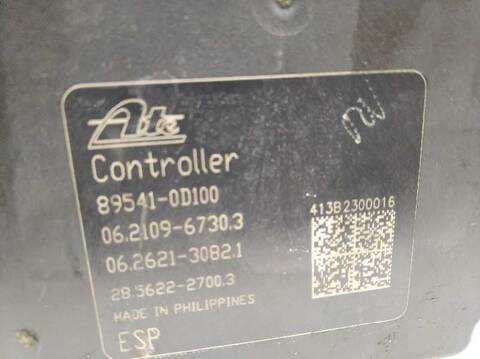 Ate
Controller
89541-0D100
06.2109-6730.3
06.2621-3082.1
28.5622-2700.3
MADE IN PHILIPPINES
ESP
413B2300016